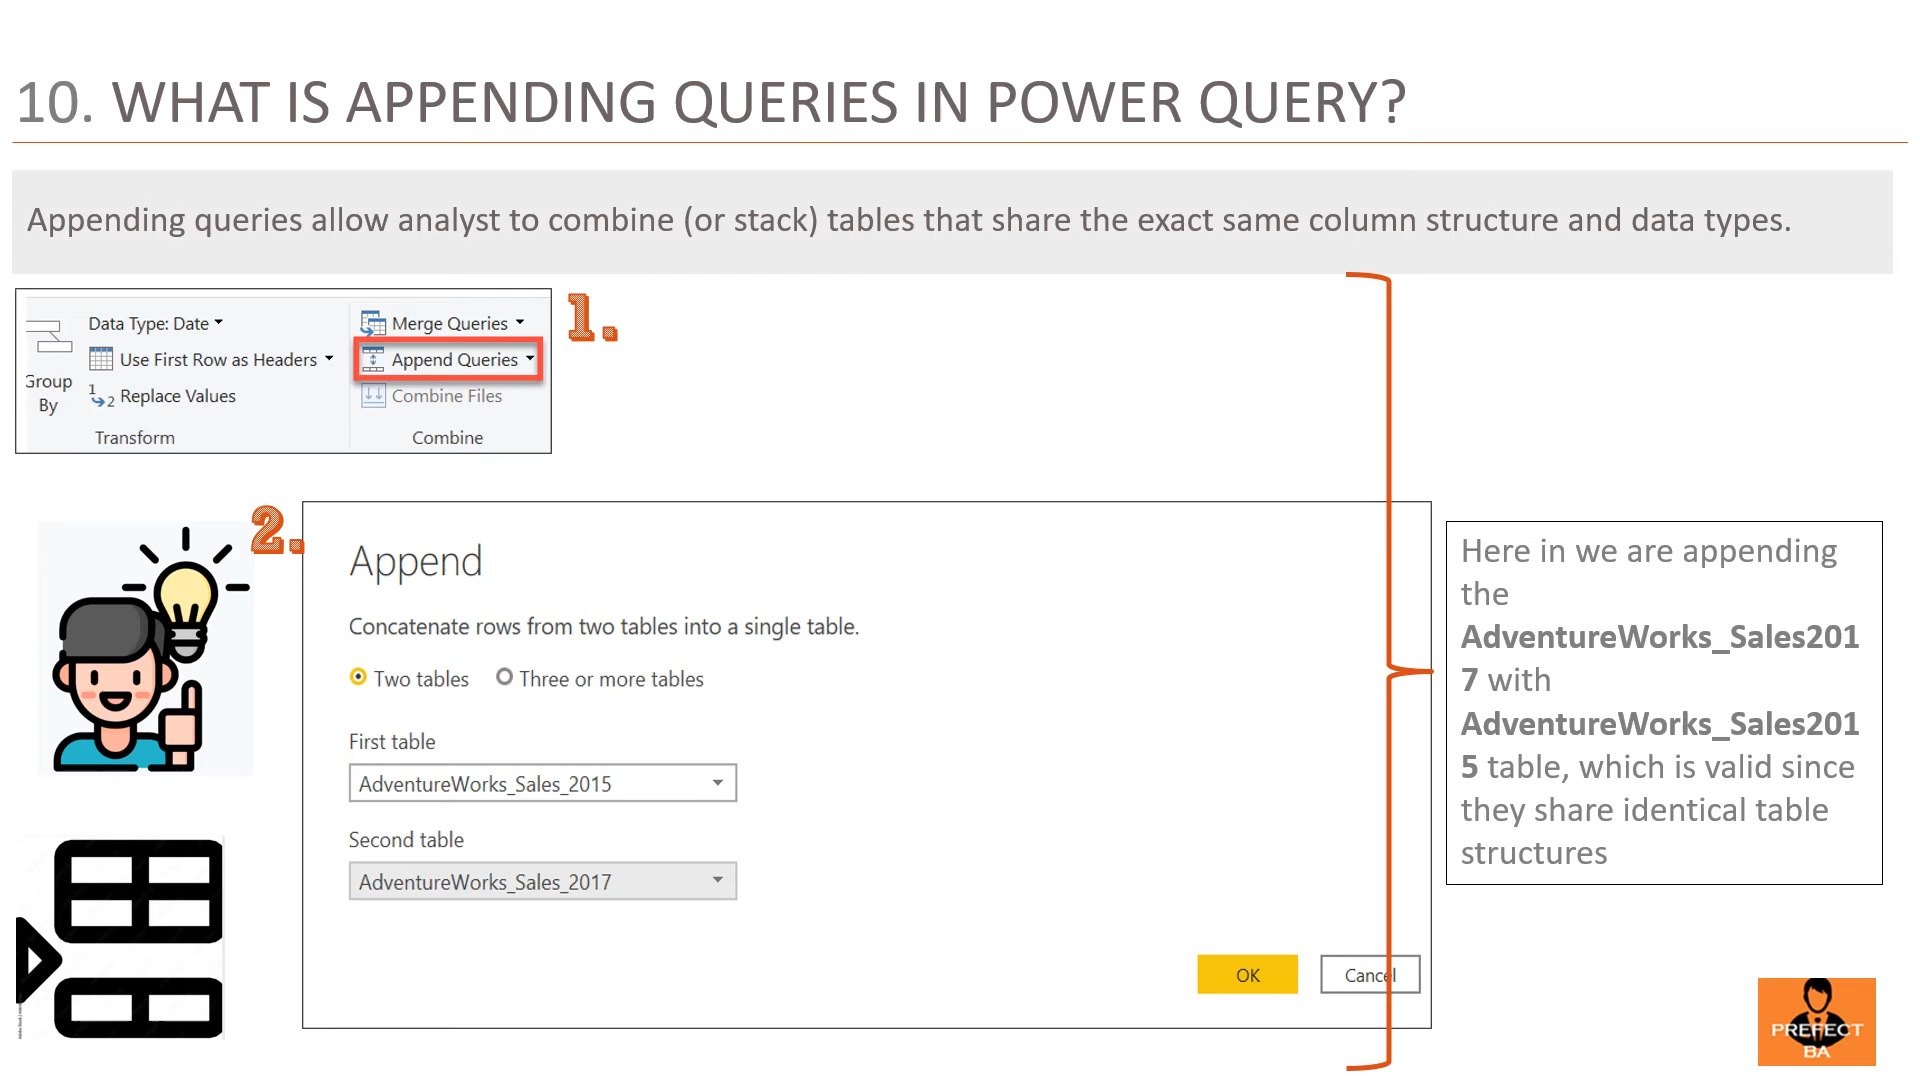 10. WHAT IS APPENDING QUERIES IN POWER QUERY?
Appending queries allow analyst to combine (or stack) tables that share the exact same column structure and data types.
Data Type: Date
Use First Row as Headers
Group
By
1
2 Replace Values
Transform
Merge Queries
Append Queries
Combine Files
Combine
1.
2.
Append
Concatenate rows from two tables into a single table.
Two tables Three or more tables
First table
AdventureWorks_Sales_2015
Second table
AdventureWorks_Sales_2017
OK Cancel
Here in we are appending
the
AdventureWorks_Sales201
7 with
AdventureWorks_Sales201
5 table, which is valid since
they share identical table
structures
PREFECT
BA